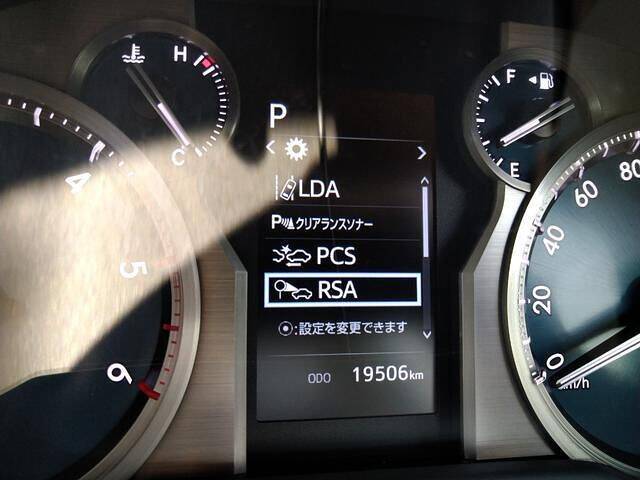 H
C
4
5
6
P
LDA
P クリアランスソナー
PCS
RSA
:設定を変更できます
ODO 19506km
F
E
80
60
40
20
0
km/h